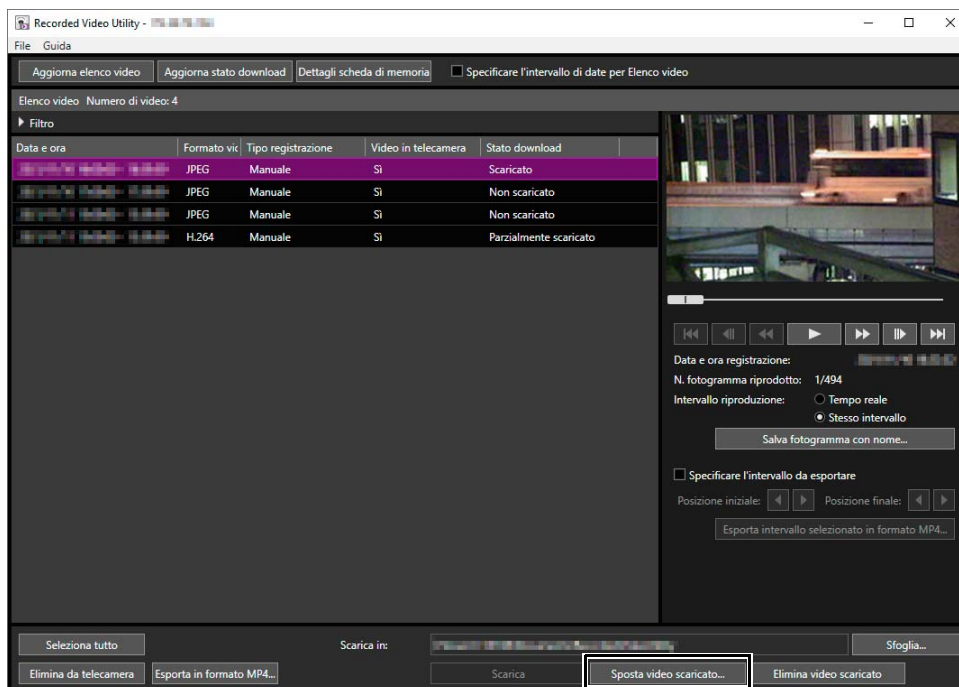 Recorded Video Utility -
File Guida
Aggiorna elenco video Aggiorna stato download Dettagli scheda di memoria Specificare l'intervallo di date per Elenco video
Elenco video Numero di video: 4
Filtro
Data e ora Formato vic Tipo registrazione Video in telecamera Stato download
JPEG Manuale Sì Scaricato
JPEG Manuale Sì Non scaricato
JPEG Manuale Sì Non scaricato
H.264 Manuale Sì Parzialmente scaricato
Data e ora registrazione:
N. fotogramma riprodotto: 1/494
Intervallo riproduzione: Tempo reale
Stesso intervallo
Salva fotogramma con nome...
Specificare l'intervallo da esportare
Posizione iniziale: Posizione finale:
Esporta intervallo selezionato in formato MP4...
Seleziona tutto Scarica in: Sfoglia...
Elimina da telecamera Esporta in formato MP4... Scarica Sposta video scaricato... Elimina video scaricato